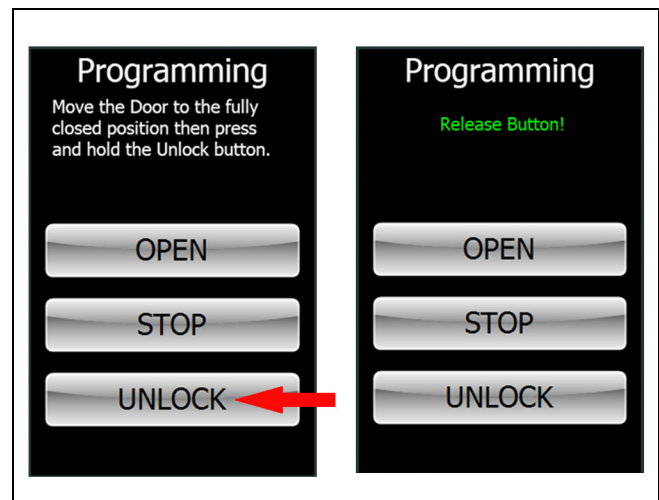 Programming
Move the Door to the fully
closed position then press
and hold the Unlock button.
OPEN
STOP
UNLOCK
Programming
Release Button!
OPEN
STOP
UNLOCK